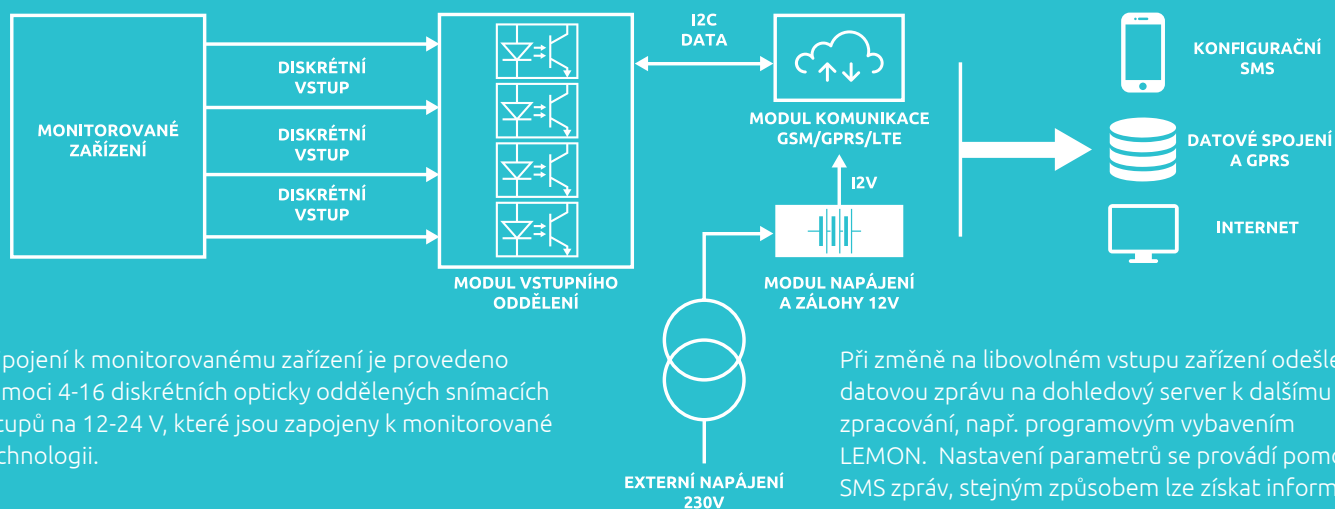 MONITOROVANÉ
ZAŘÍZENÍ
DISKRÉTNÍ
VSTUP
DISKRÉTNÍ
VSTUP
DISKRÉTNÍ
VSTUP
MODUL VSTUPNÍHO
ODDĚLENÍ
I2C
DATA
MODUL KOMUNIKACE
GSM/GPRS/LTE
I2V
MODUL NAPÁJENÍ
A ZÁLOHY 12V
EXTERNÍ NAPÁJENÍ
230V
KONFIGURAČNÍ
SMS
DATOVÉ SPOJENÍ
A GPRS
INTERNET
pojení k monitorovanému zařízení je provedeno
moci 4-16 diskrétních opticky oddělených snímacích
tupů na 12-24 V, které jsou zapojeny k monitorované
chnologii.
Při změně na libovolném vstupu zařízení odešle
datovou zprávu na dohledový server k dalšímu
zpracování, např. programovým vybavením
LEMON. Nastavení parametrů se provádí pomo
SMS zpráv, stejným způsobem lze získat inform